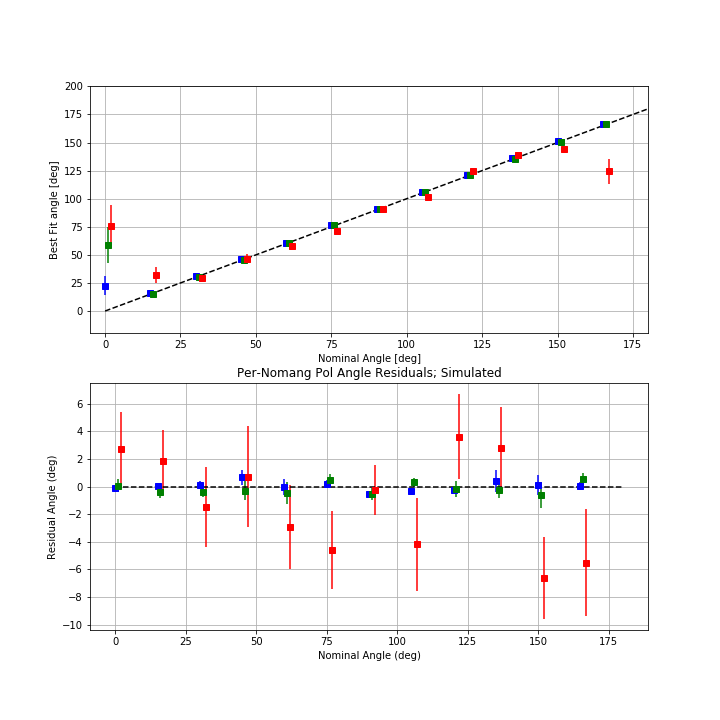 200
175
150
125
100
75
50
25
0
Best Fit angle [deg]
0 25 50 75 100 125 150 175
Nominal Angle [deg]
Per-Nomang Pol Angle Residuals; Simulated
6
4
2
0
−2
−4
−6
−8
−10
Residual Angle (deg)
0 25 50 75 100 125 150 175
Nominal Angle (deg)